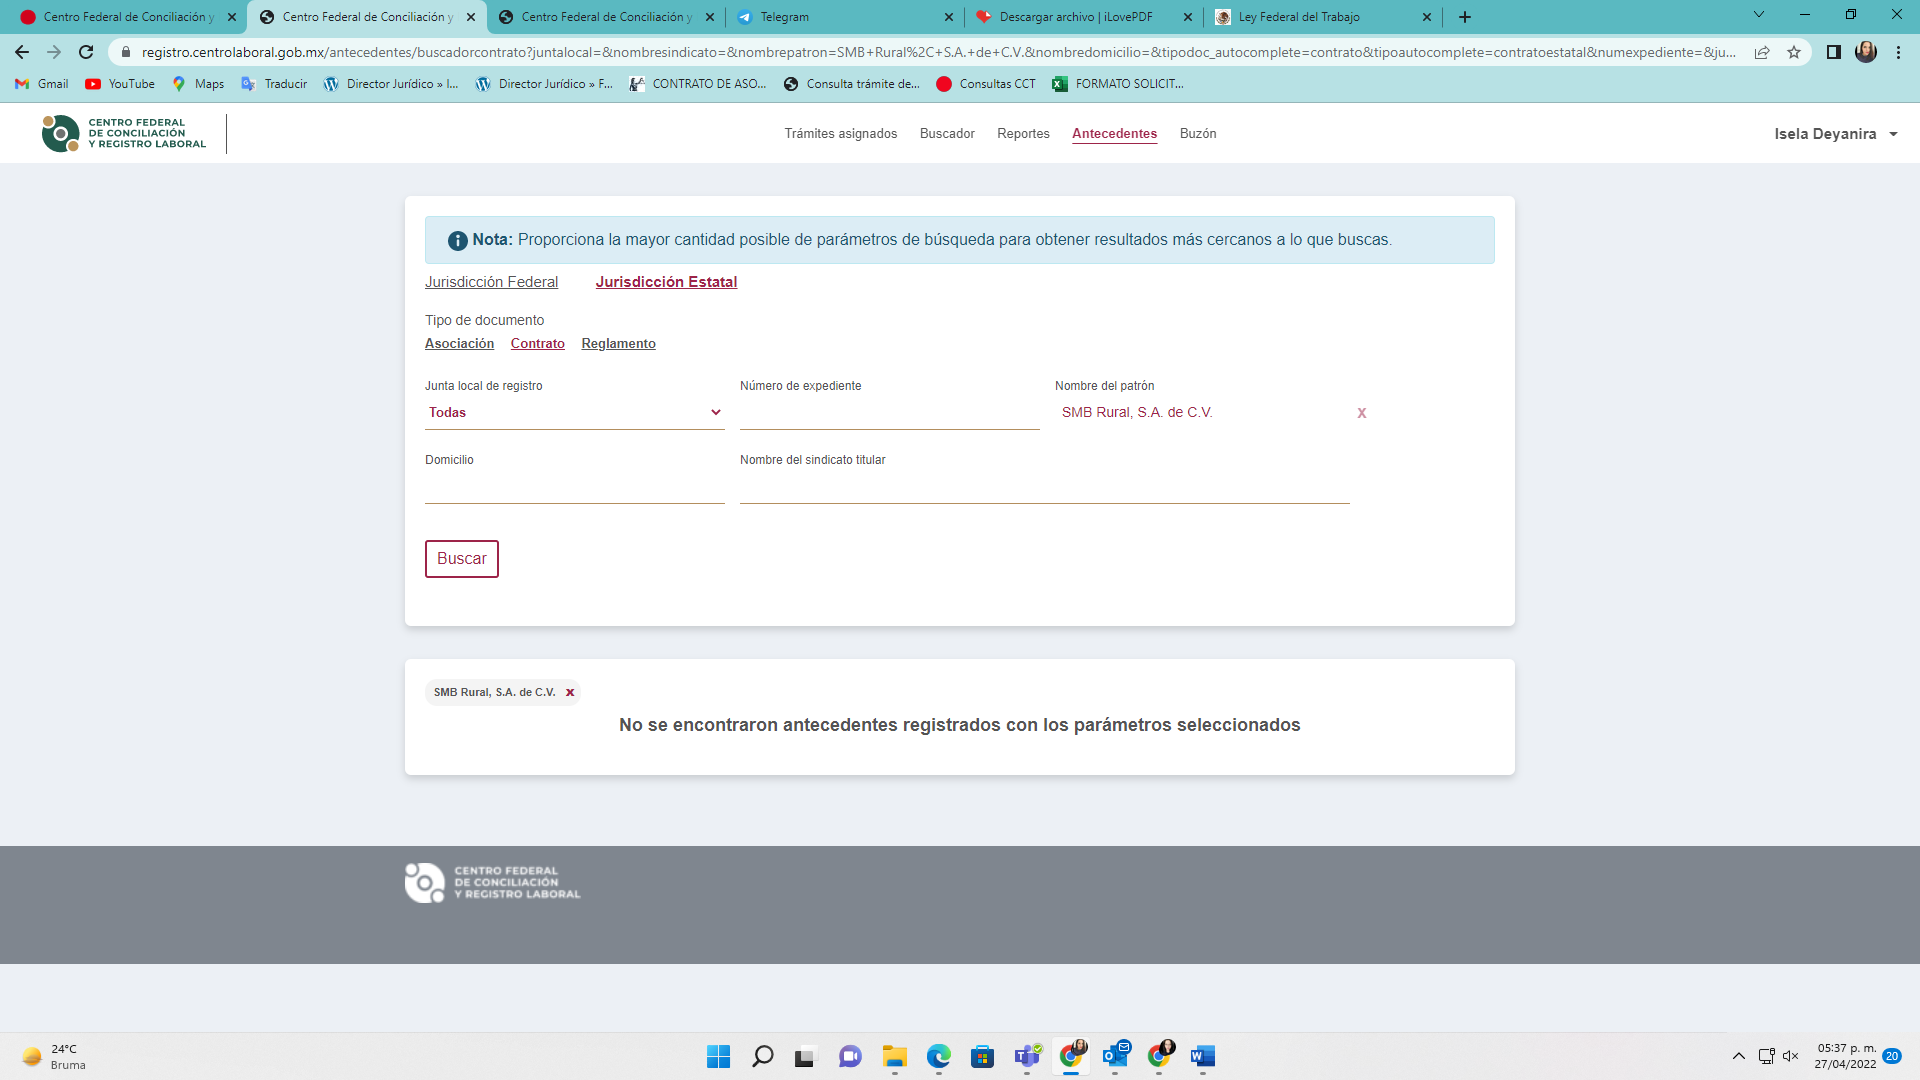 Centro Federal de Conciliación y
Centro Federal de Conciliación y
Centro Federal de Conciliación y
Telegram
Descargar archivo | iLovePDF
Ley Federal del Trabajo
registro.centrolaboral.gob.mx/antecedentes/buscadorcontrato?juntalocal=&nombresindicato=&nombrepatron=SMB+Rural%2C+S.A.+de+C.V.&nombredomicilio=&tipodoc_autocomplete=contrato&tipoautocomplete=contratoestatal&numexpediente=&ju...
Gmail
YouTube
Maps
Traducir
Director Jurídico » I...
Director Jurídico » F...
CONTRATO DE ASO...
Consulta trámite de...
Consultas CCT
FORMATO SOLICIT...
CENTRO FEDERAL
DE CONCILIACIÓN
Y REGISTRO LABORAL
Trámites asignados
Buscador
Reportes
Antecedentes
Buzón
Isela Deyanira
Nota: Proporciona la mayor cantidad posible de parámetros de búsqueda para obtener resultados más cercanos a lo que buscas.
Jurisdicción Federal
Jurisdicción Estatal
Tipo de documento
Asociación
Contrato
Reglamento
Junta local de registro
Número de expediente
Nombre del patrón
Todas
SMB Rural, S.A. de C.V.
x
Domicilio
Nombre del sindicato titular
Buscar
SMB Rural, S.A. de C.V. x
No se encontraron antecedentes registrados con los parámetros seleccionados
CENTRO FEDERAL
DE CONCILIACIÓN
Y REGISTRO LABORAL
24°C
Bruma
05:37 p. m.
27/04/2022
20